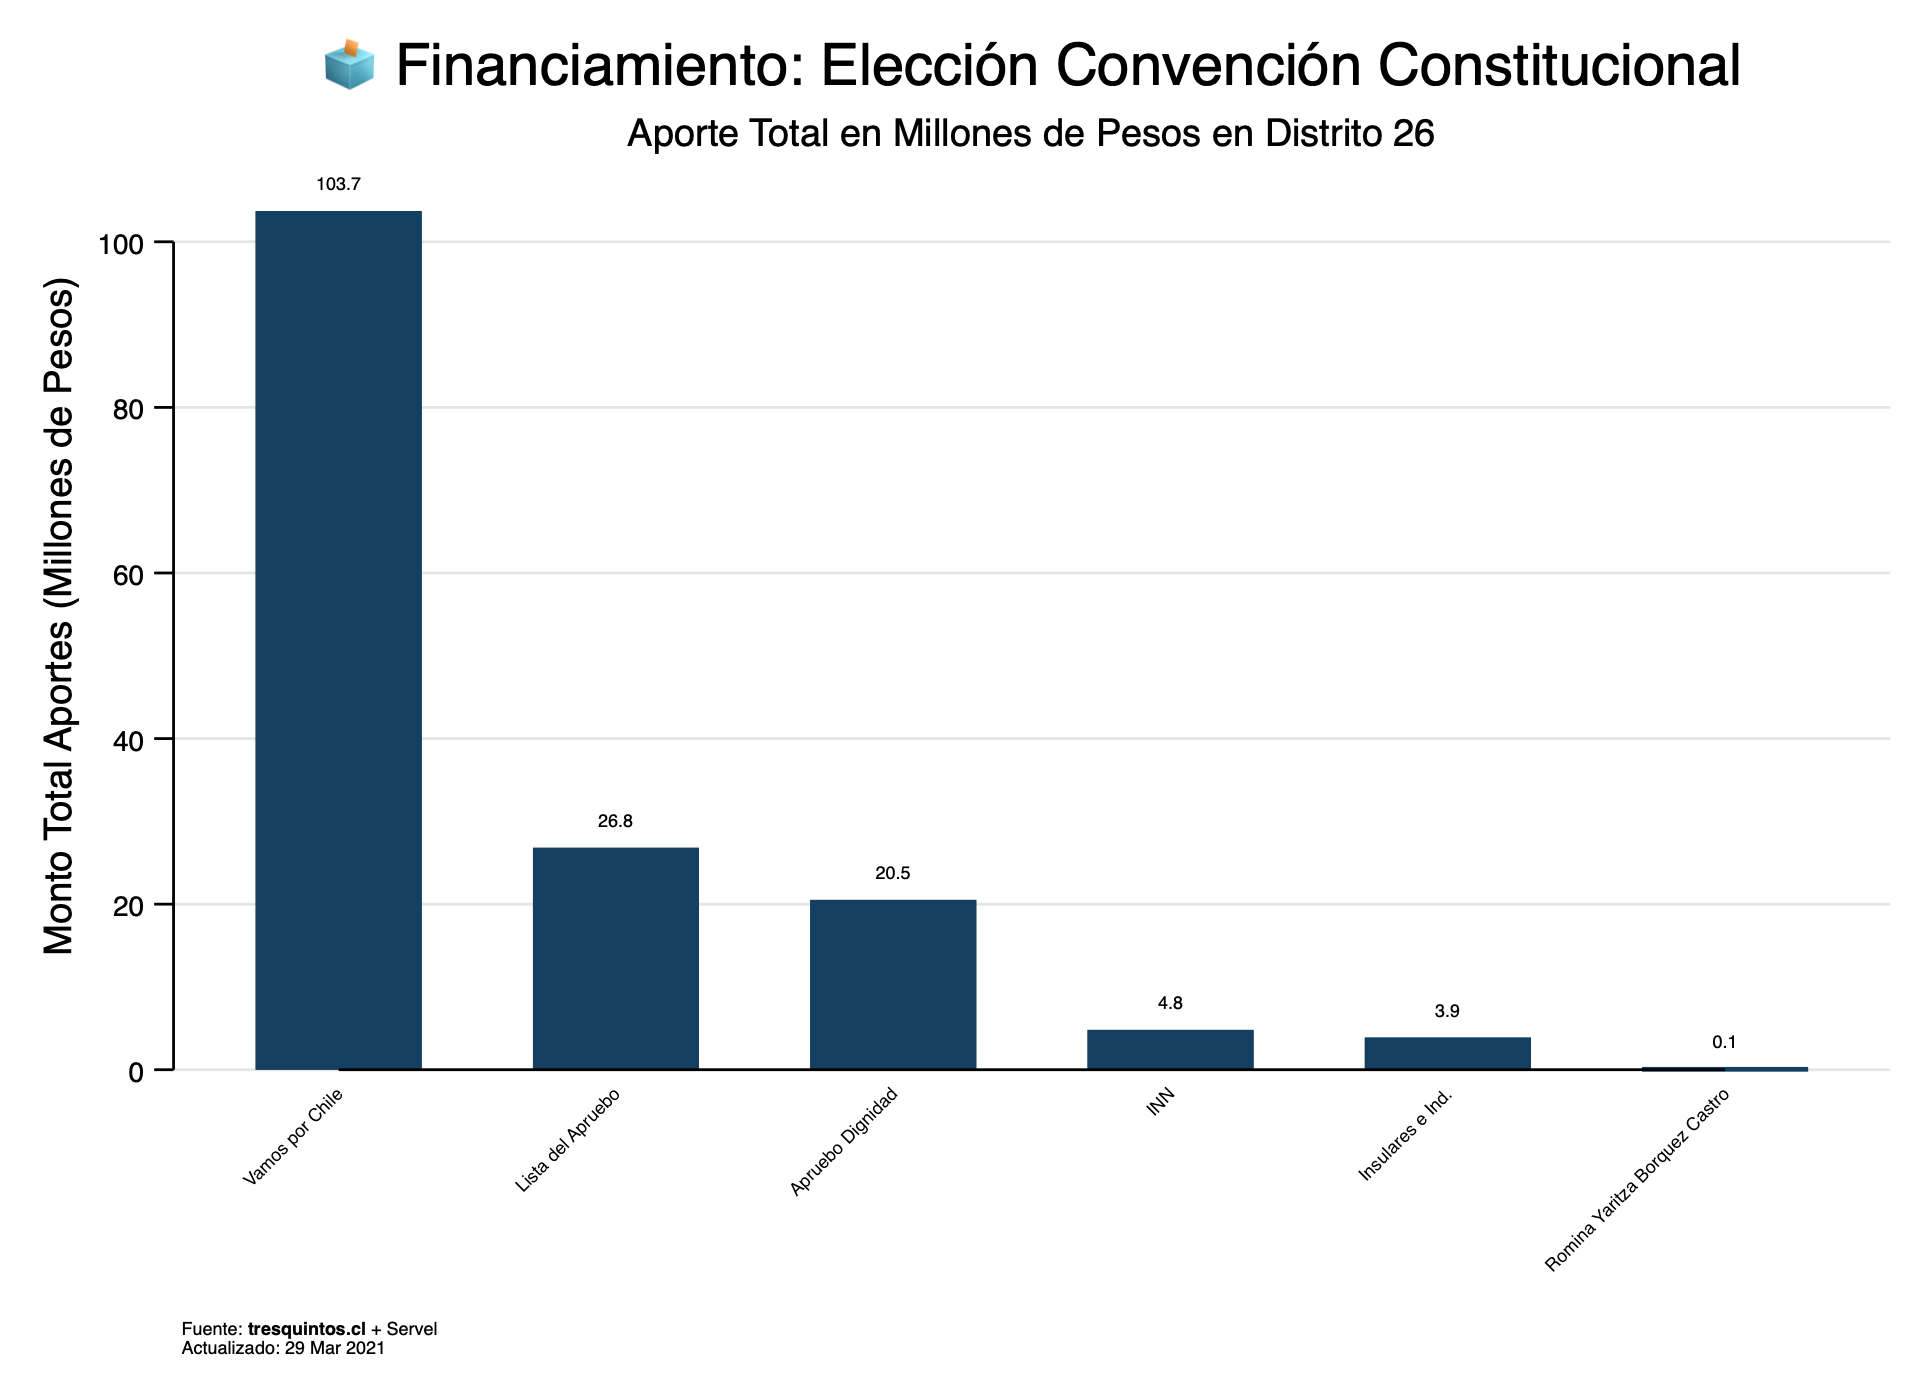 Financiamiento: Elección Convención Constitucional
Aporte Total en Millones de Pesos en Distrito 26
Monto Total Aportes (Millones de Pesos)
100
80
60
40
20
0
103.7
26.8
20.5
4.8
3.9
0.1
Vamos por Chile
Lista del Apruebo
Apruebo Dignidad
INN
Insulares e Ind.
Romina Yaritza Borquez Castro
Fuente: tresquintos.cl + Servel
Actualizado: 29 Mar 2021